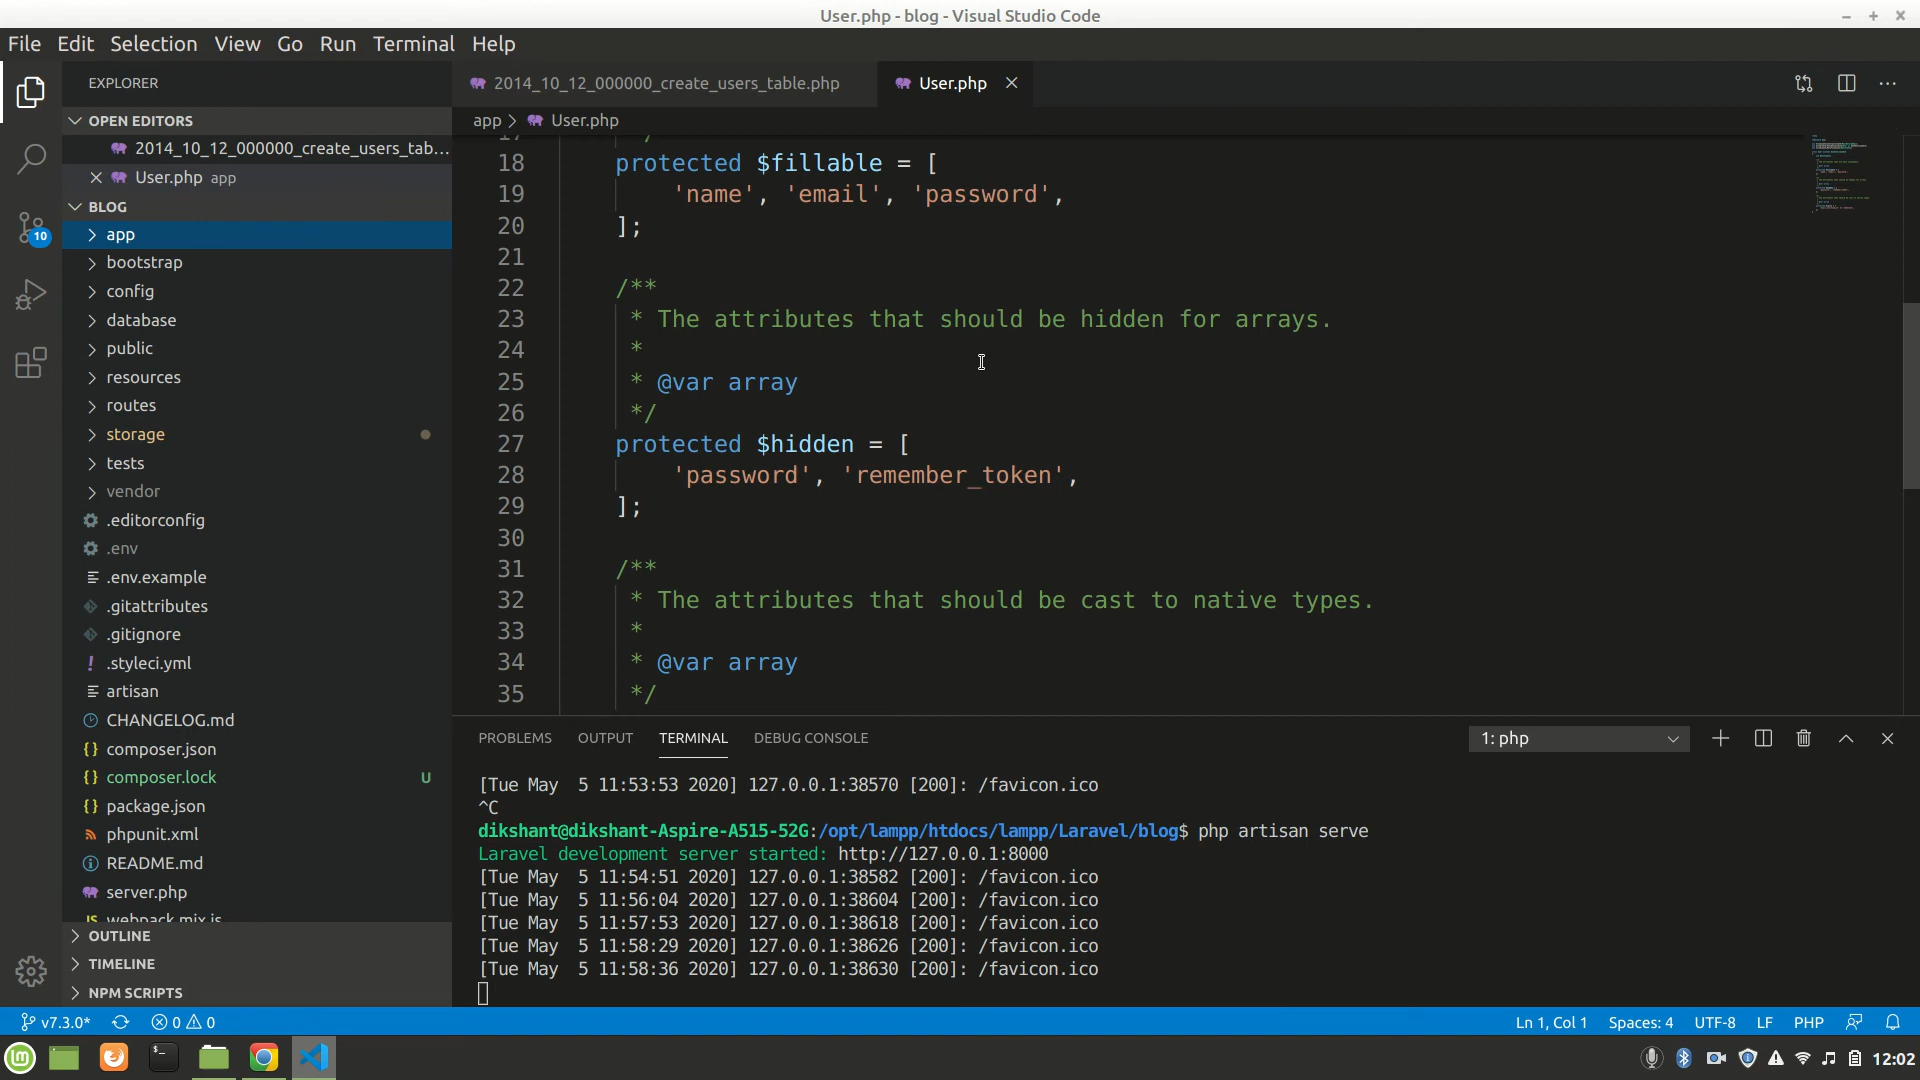 User.php - blog - Visual Studio Code
File Edit Selection View Go Run Terminal Help
EXPLORER
OPEN EDITORS
2014_10_12_000000_create_users_tab...
User.php app
BLOG
app
bootstrap
config
database
public
resources
routes
storage
tests
vendor
.editorconfig
.env
.env.example
.gitattributes
.gitignore
.styleci.yml
artisan
CHANGELOG.md
composer.json
composer.lock U
package.json
phpunit.xml
README.md
server.php
webpack.mix.js
OUTLINE
TIMELINE
NPM SCRIPTS
10
2014_10_12_000000_create_users_table.php User.php
app > User.php
17 */
18 protected $fillable = [
19 'name', 'email', 'password',
20 ];
21
22 /**
23 * The attributes that should be hidden for arrays.
24 *
25 * @var array
26 */
27 protected $hidden = [
28 'password', 'remember_token',
29 ];
30
31 /**
32 * The attributes that should be cast to native types.
33 *
34 * @var array
35 */
PROBLEMS OUTPUT TERMINAL DEBUG CONSOLE 1: php
[Tue May  5 11:53:53 2020] 127.0.0.1:38570 [200]: /favicon.ico
^C
dikshant@dikshant-Aspire-A515-52G:/opt/lampp/htdocs/lampp/Laravel/blog$ php artisan serve
Laravel development server started: http://127.0.0.1:8000
[Tue May  5 11:54:51 2020] 127.0.0.1:38582 [200]: /favicon.ico
[Tue May  5 11:56:04 2020] 127.0.0.1:38604 [200]: /favicon.ico
[Tue May  5 11:57:53 2020] 127.0.0.1:38618 [200]: /favicon.ico
[Tue May  5 11:58:29 2020] 127.0.0.1:38626 [200]: /favicon.ico
[Tue May  5 11:58:36 2020] 127.0.0.1:38630 [200]: /favicon.ico
v7.3.0* 0 0 Ln 1, Col 1 Spaces: 4 UTF-8 LF PHP
12:02